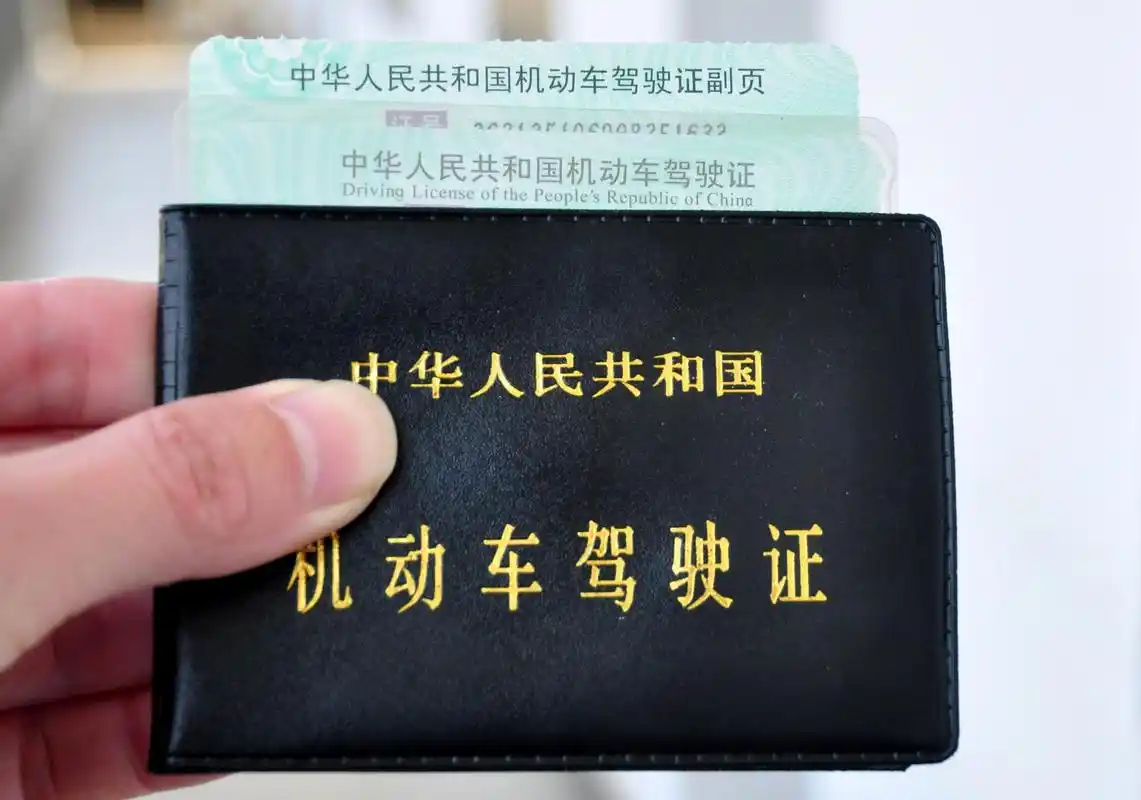 中华人民共和国机动车驾驶证副页
证号
中华人民共和国机动车驾驶证
Driving License of the People's Republic of China
中华人民共和国
机动车驾驶证